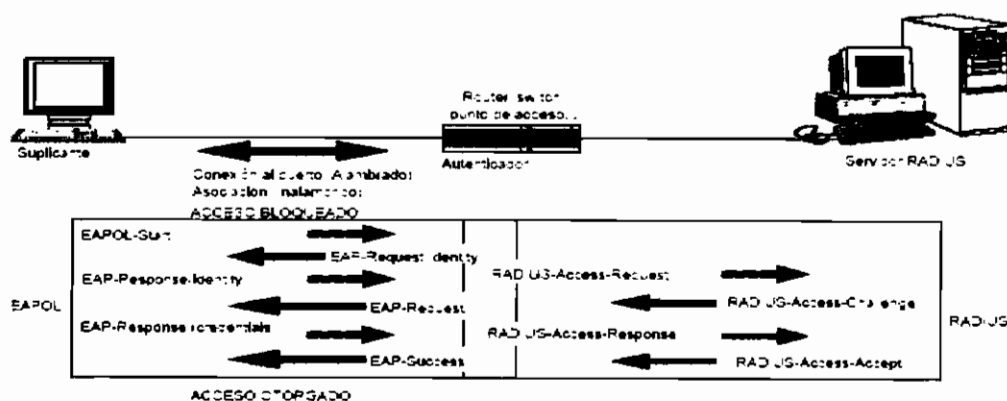 Router, switch
punto de acceso...
Suplicante
Autenticador
Servidor RADIUS
Conexión al puerto (Alambrado)
Asociación (Inalámbrico)
ACCESO BLOQUEADO
EAPOL-Start
EAP-Request Identity
EAP-Response-Identity
RADIUS-Access-Request
EAP-Request
RADIUS-Access-Challenge
EAPOL
RADIUS
EAP-Response (credentials
RADIUS-Access-Response
EAP-Success
RADIUS-Access-Accept
ACCESO OTORGADO